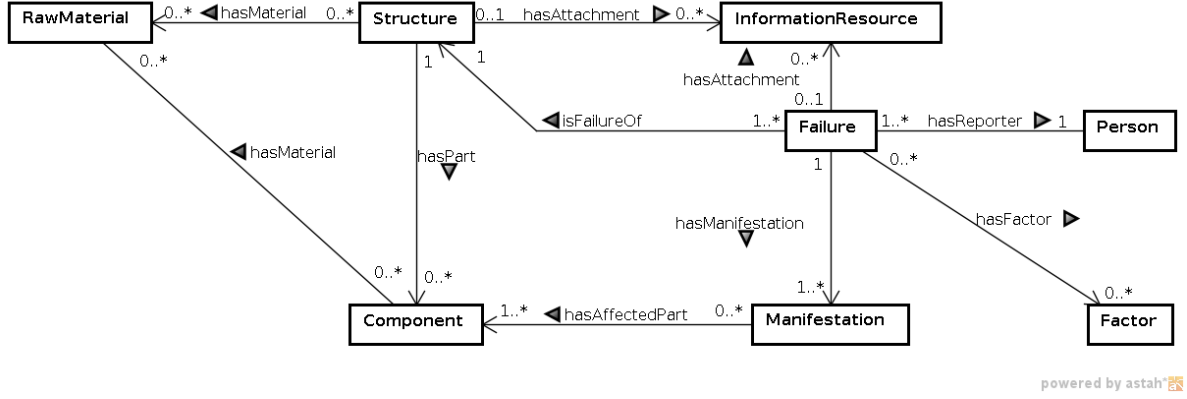 RawMaterial
0..*
hasMaterial
0..*
Structure
0..1
hasAttachment
0..*
InformationResource
0..*
1
1
0..*
hasAttachment
0..1
isFailureOf
1..*
Failure
1..*
hasReporter
1
Person
hasMaterial
hasPart
1
0..*
hasManifestation
hasFactor
0..*
0..*
1..*
0..*
Component
1..*
hasAffectedPart
0..*
Manifestation
Factor
powered by astah*